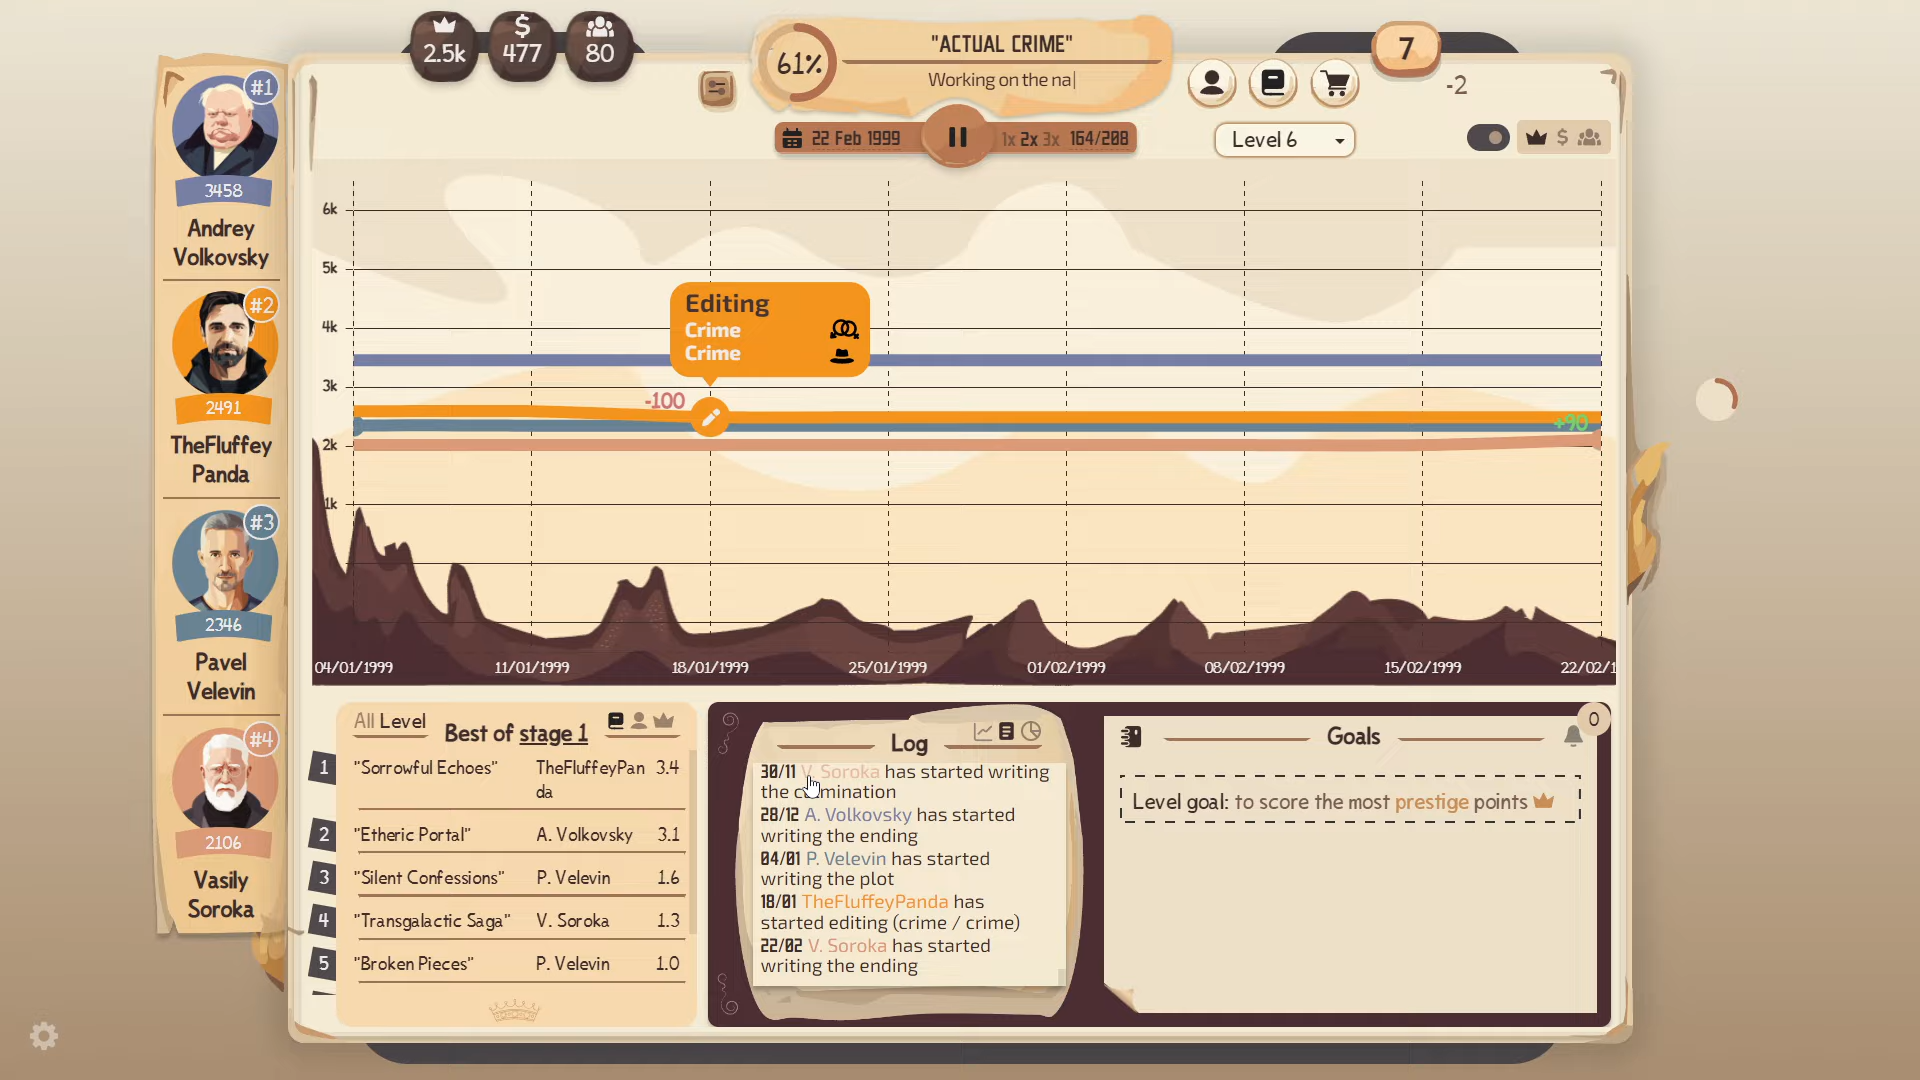 2.5k
$
477
80
61%
"ACTUAL CRIME"
Working on the na
7
-2
22 Feb 1999
1x 2x 3x
164/208
Level 6
$
#1
3458
Andrey
Volkovsky
#2
2491
TheFluffey
Panda
#3
2346
Pavel
Velevin
#4
2106
Vasily
Soroka
6k
5k
4k
3k
2k
1k
Editing
Crime
Crime
-100
+90
04/01/1999
11/01/1999
18/01/1999
25/01/1999
01/02/1999
08/02/1999
15/02/1999
22/02/1
All Level
Best of stage 1
1 "Sorrowful Echoes" TheFluffeyPan 3.4
da
2 "Etheric Portal" A. Volkovsky 3.1
3 "Silent Confessions" P. Velevin 1.6
4 "Transgalactic Saga" V. Soroka 1.3
5 "Broken Pieces" P. Velevin 1.0
Log
30/11 V. Soroka has started writing
the culmination
28/12 A. Volkovsky has started
writing the ending
04/01 P. Velevin has started
writing the plot
18/01 TheFluffeyPanda has
started editing (crime / crime)
22/02 V. Soroka has started
writing the ending
Goals
0
Level goal: to score the most prestige points